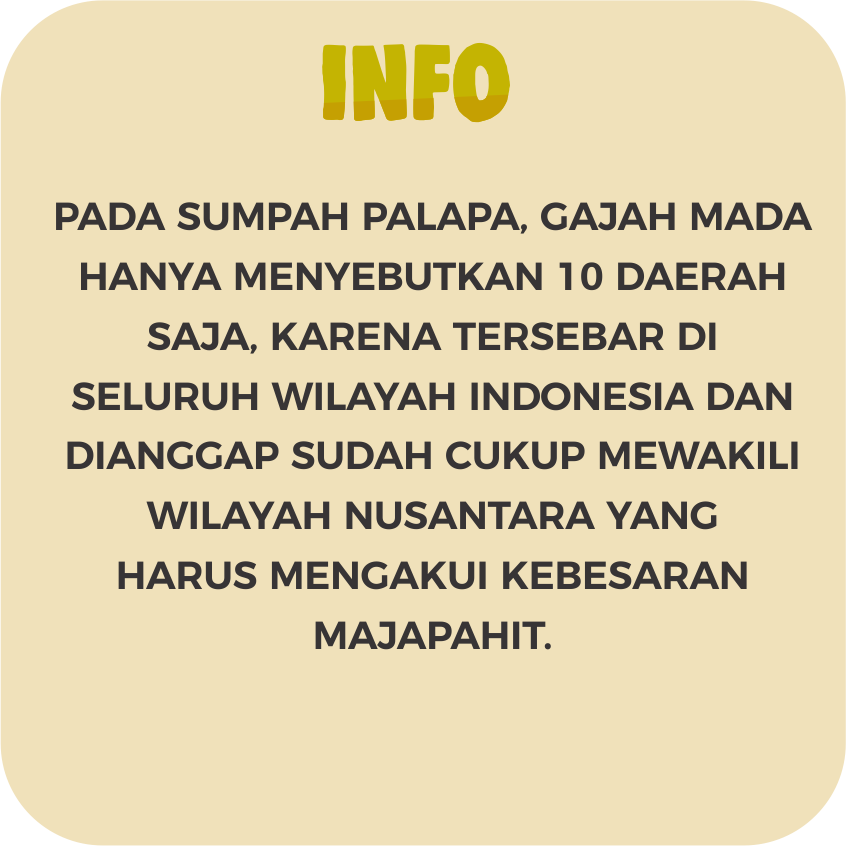 INFO
PADA SUMPAH PALAPA, GAJAH MADA
HANYA MENYEBUTKAN 10 DAERAH
SAJA, KARENA TERSEBAR DI
SELURUH WILAYAH INDONESIA DAN
DIANGGAP SUDAH CUKUP MEWAKILI
WILAYAH NUSANTARA YANG
HARUS MENGAKUI KEBESARAN
MAJAPAHIT.